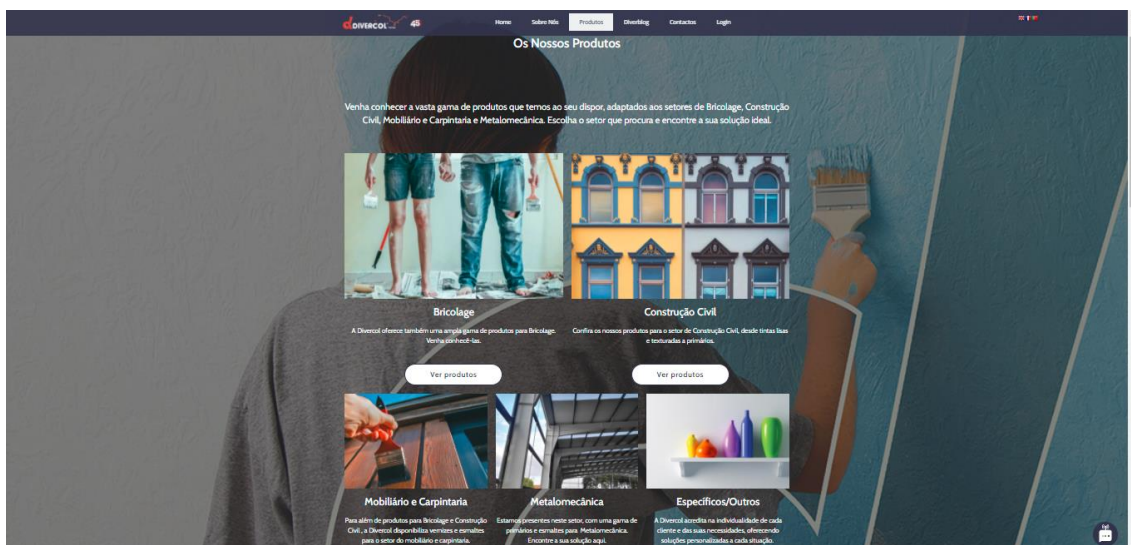 DIVERCOL 45 Home Sobre Nós Produtos Diverblog Contactos Login
Os Nossos Produtos
Venha conhecer a vasta gama de produtos que temos ao seu dispor, adaptados aos setores de Bricolage, Construção
Civil, Mobiliário e Carpintaria e Metalomecânica. Escolha o setor que procura e encontre a sua solução ideal.
Bricolage
A Divercol oferece também uma ampla gama de produtos para Bricolage.
Venha conhecê-las.
Ver produtos
Construção Civil
Confira os nossos produtos para o setor de Construção Civil, desde tintas lisas
e texturadas a primários.
Ver produtos
Mobiliário e Carpintaria
Para além de produtos para Bricolage e Construção
Civil , a Divercol disponibiliza vernizes e esmaltes
para o setor do mobiliário e carpintaria.
Metalomecânica
Estamos presentes neste setor, com uma gama de
primários e esmaltes para Metalomecânica.
Encontre a sua solução aqui.
Específicos/Outros
A Divercol acredita na individualidade de cada
cliente e das suas necessidades, oferecendo
soluções personalizadas a cada situação.